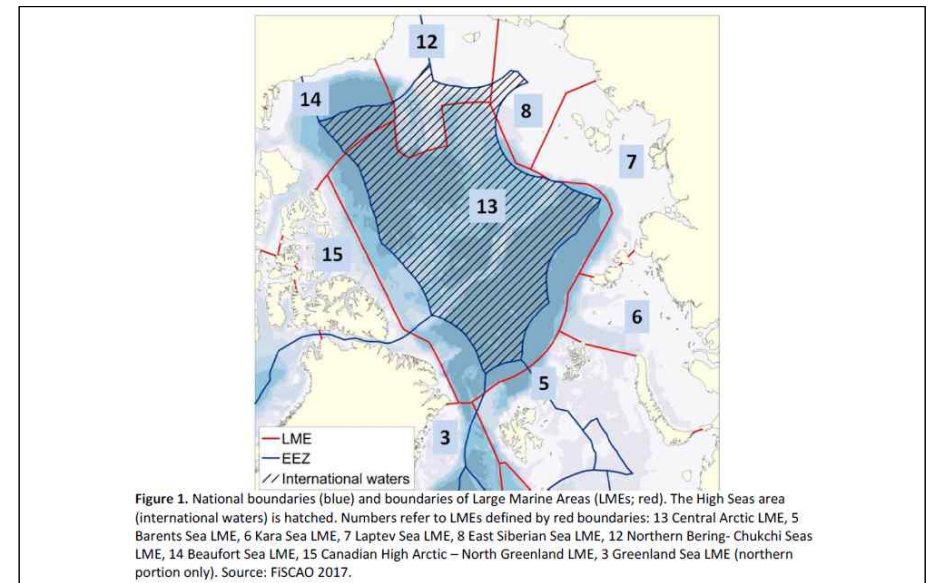 12
14
8
7
13
15
6
5
3
LME
EEZ
International waters
Figure 1. National boundaries (blue) and boundaries of Large Marine Areas (LMEs; red). The High Seas area
(international waters) is hatched. Numbers refer to LMEs defined by red boundaries: 13 Central Arctic LME, 5
Barents Sea LME, 6 Kara Sea LME, 7 Laptev Sea LME, 8 East Siberian Sea LME, 12 Northern Bering- Chukchi Seas
LME, 14 Beaufort Sea LME, 15 Canadian High Arctic – North Greenland LME, 3 Greenland Sea LME (northern
portion only). Source: FiSCAO 2017.